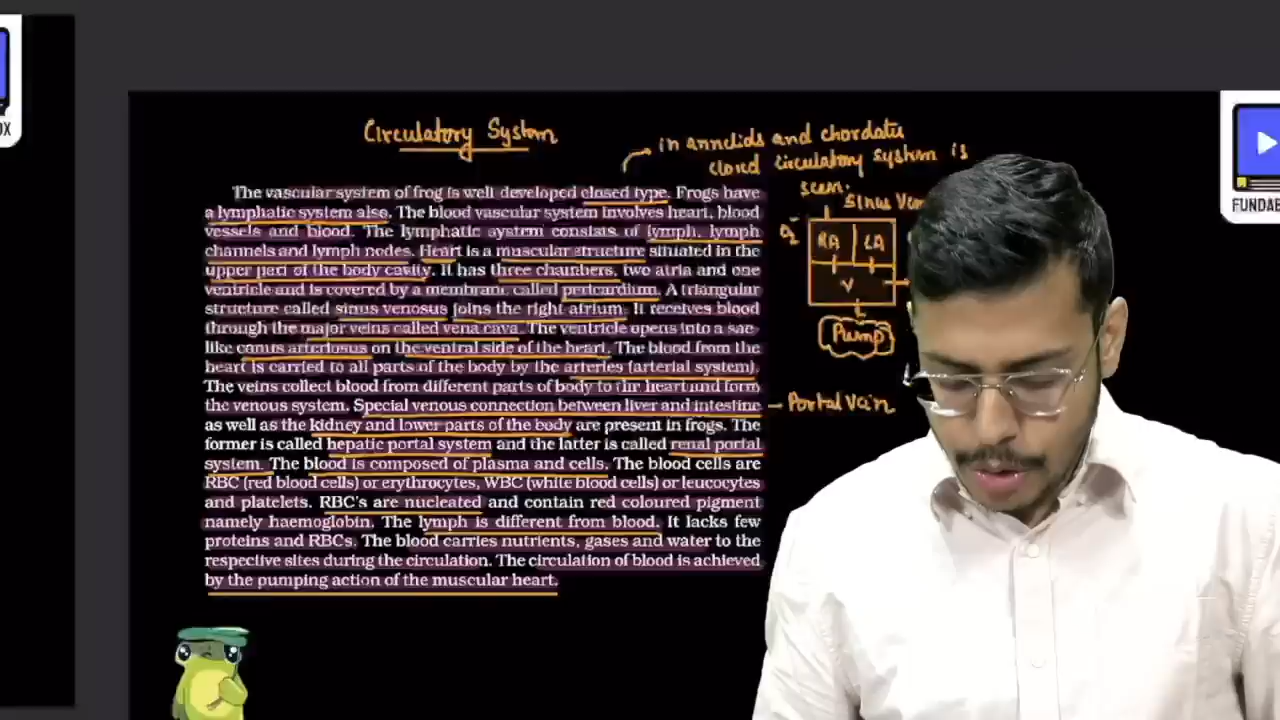 OX
Circulatory System
in annelids and chordate
closed circulatory system is
seen.
Sinus Ven
The vascular system of frog is well developed closed type. Frogs have
a lymphatic system also. The blood vascular system involves heart, blood
vessels and blood. The lymphatic system consists of lymph, lymph
channels and lymph nodes. Heart is a muscular structure situated in the
upper part of the body cavity. It has three chambers, two atria and one
ventricle and is covered by a membrane called pericardium. A triangular
structure called sinus venosus joins the right atrium. It receives blood
through the major veins called vena cava. The ventricle opens into a sac-
like conus arteriosus on the ventral side of the heart. The blood from the
heart is carried to all parts of the body by the arteries (arterial system).
The veins collect blood from different parts of body to the heart and form
the venous system. Special venous connection between liver and intestine
as well as the kidney and lower parts of the body are present in frogs. The
former is called hepatic portal system and the latter is called renal portal
system. The blood is composed of plasma and cells. The blood cells are
RBC (red blood cells) or erythrocytes, WBC (white blood cells) or leucocytes
and platelets. RBC's are nucleated and contain red coloured pigment
namely haemoglobin. The lymph is different from blood. It lacks few
proteins and RBCs. The blood carries nutrients, gases and water to the
respective sites during the circulation. The circulation of blood is achieved
by the pumping action of the muscular heart.
RA LA
V
Pump
Portal Vein
FUNDAB